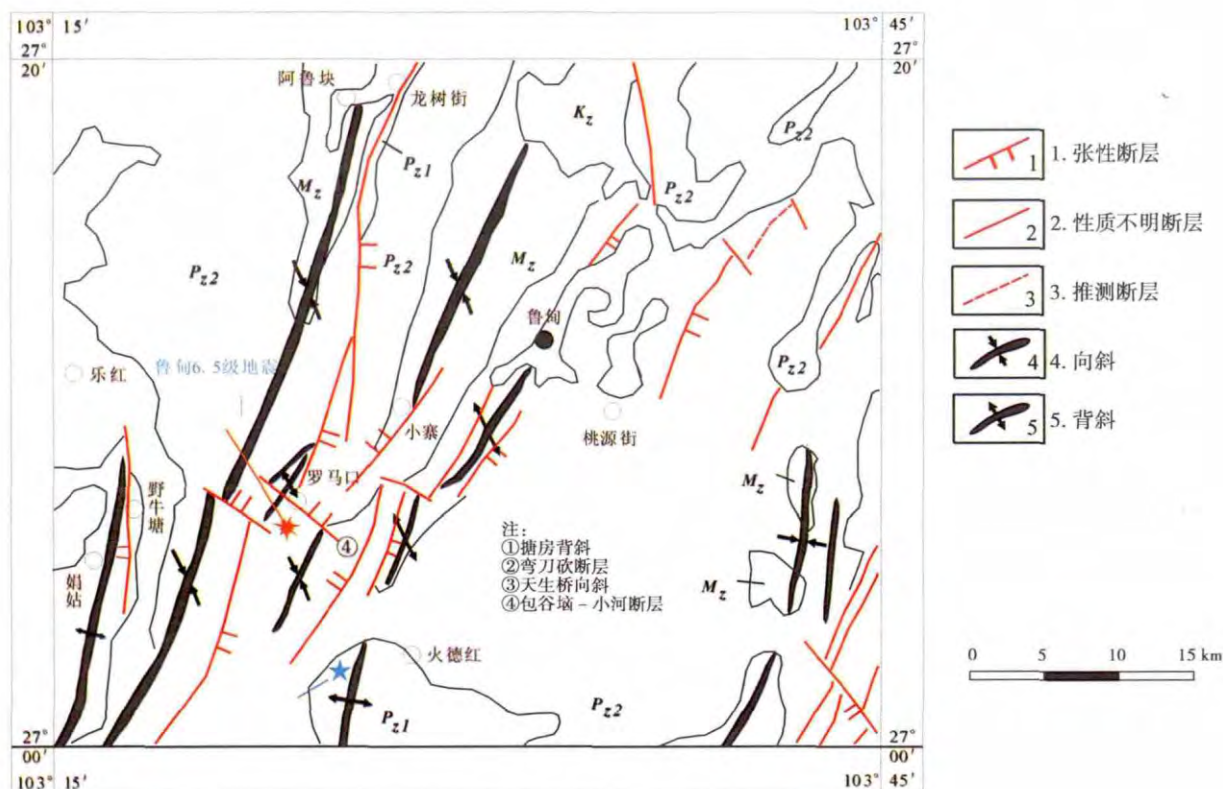 103° 15′
27°
20′
103° 45′
27°
20′
阿鲁块
龙树街
Kz
Pz2
Pz1
Mz
Pz2
Pz2
Pz2
Mz
鲁甸
乐红
鲁甸6.5级地震
Pz2
小寨
桃源街
罗马口
野牛塘
Mz
④
娟姑
Mz
注：
①搪房背斜
②弯刀砍断层
③天生桥向斜
④包谷垴－小河断层
火德红
Pz1
Pz2
27°
00′
103° 15′
27°
00′
103° 45′
1 1. 张性断层
2 2. 性质不明断层
3 3. 推测断层
4 4. 向斜
5 5. 背斜
0 5 10 15 km